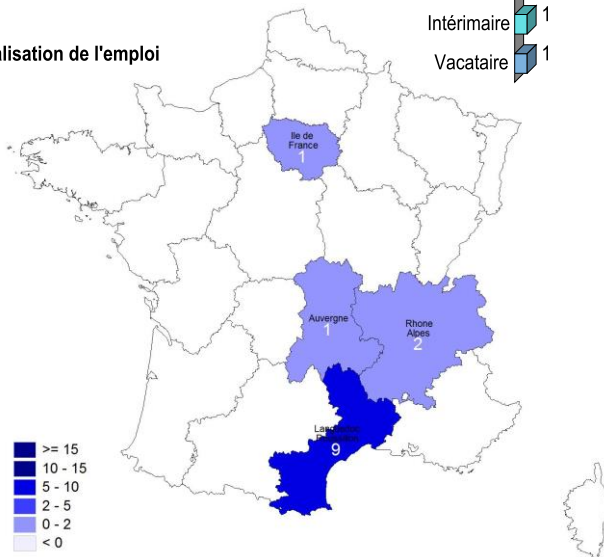 Intérimaire 1
alisation de l'emploi
Vacataire 1
Ile de
France
1
Auvergne
1
Rhone
Alpes
2
9
>= 15
10 - 15
5 - 10
2 - 5
0 - 2
< 0